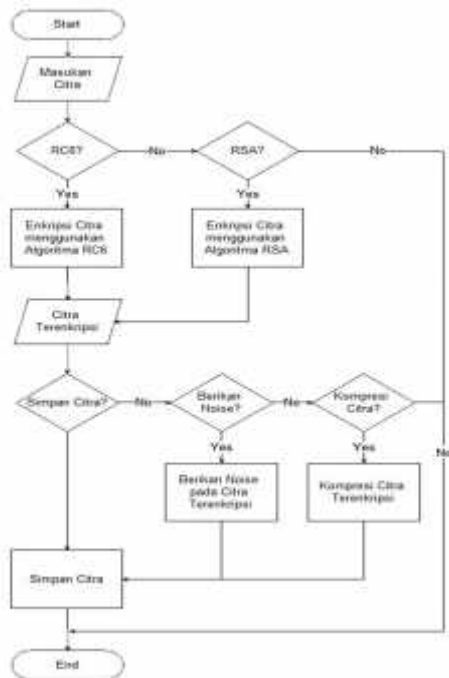 Start
Masukan
Citra
RC6?
No
RSA?
No
Yes
Yes
Enkripsi Citra
menggunakan
Algoritma RC6
Enkripsi Citra
menggunakan
Algoritma RSA
Citra
Terenkripsi
Simpan Citra?
No
Berikan
Noise?
No
Kompresi
Citra?
No
Yes
Yes
Berikan Noise
pada Citra
Terenkripsi
Kompresi Citra
Terenkripsi
Simpan Citra
End